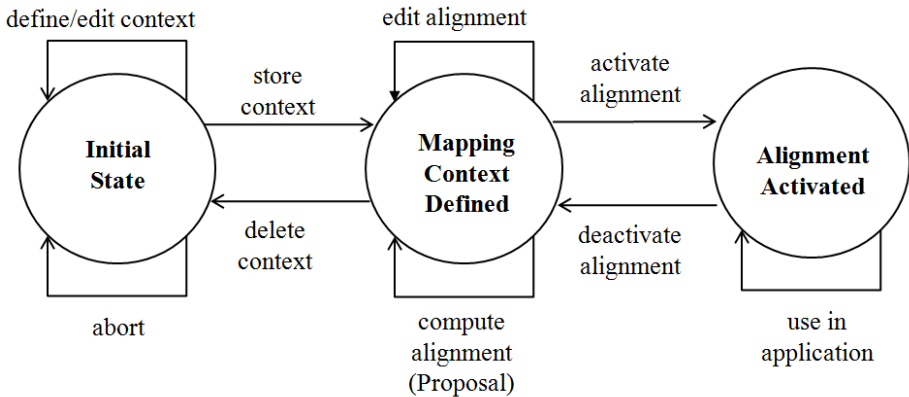 define/edit context
edit alignment
store
context
activate
alignment
Initial
State
Mapping
Context
Defined
Alignment
Activated
delete
context
deactivate
alignment
abort
compute
alignment
(Proposal)
use in
application